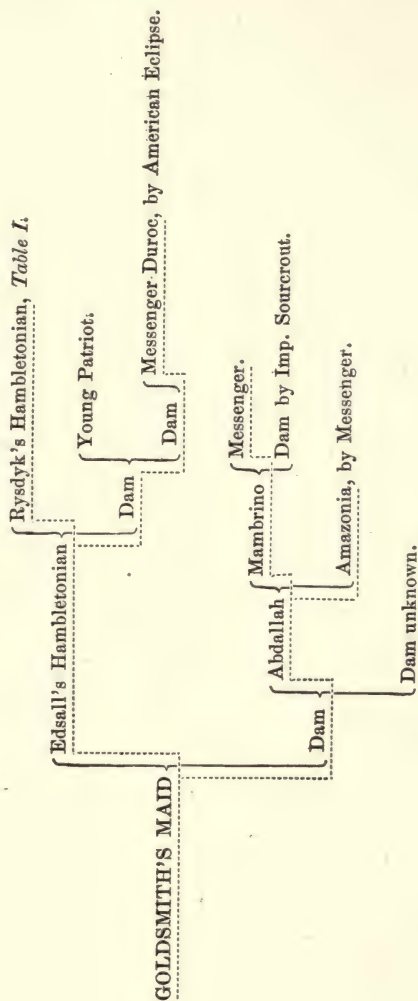 GOLDSMITH'S MAID
Edsall's Hambletonian
Rysdyk's Hambletonian, Table I.
Dam
Young Patriot.
Dam
Messenger Duroc, by American Eclipse.
Dam
Abdallah
Mambrino
Messenger.
Dam by Imp. Sourcrout.
Amazonia, by Messenger.
Dam unknown.